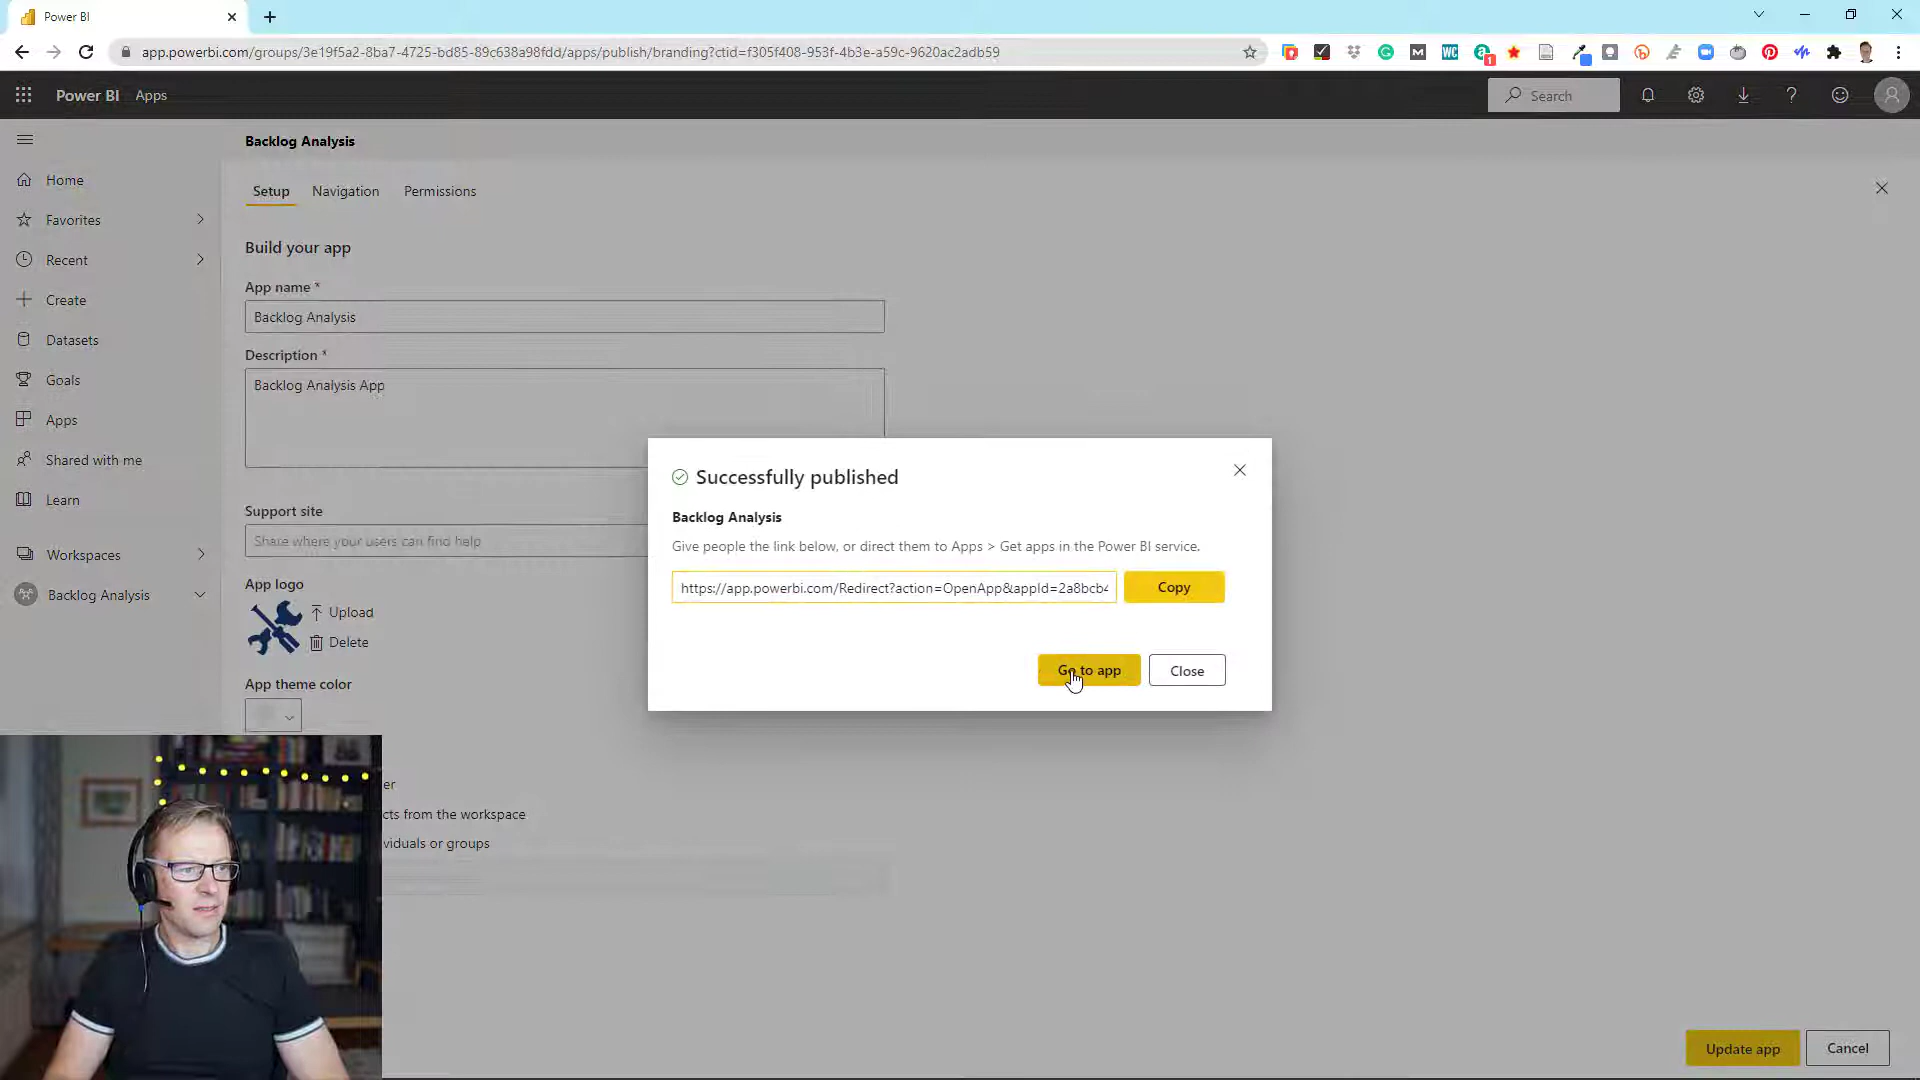 Power BI
app.powerbi.com/groups/3e19f5a2-8ba7-4725-bd85-89c638a98fdd/apps/publish/branding?ctid=f305f408-953f-4b3e-a59c-9620ac2adb59
Power BI Apps
Search
Backlog Analysis
Home
Favorites
Recent
Create
Datasets
Goals
Apps
Shared with me
Learn
Workspaces
Backlog Analysis
Setup Navigation Permissions
Build your app
App name *
Backlog Analysis
Description *
Backlog Analysis App
Support site
Share where your users can find help
App logo
Upload
Delete
App theme color
er
cts from the workspace
viduals or groups
Successfully published
Backlog Analysis
Give people the link below, or direct them to Apps > Get apps in the Power BI service.
https://app.powerbi.com/Redirect?action=OpenApp&appId=2a8bcb4
Copy
Go to app
Close
Update app
Cancel